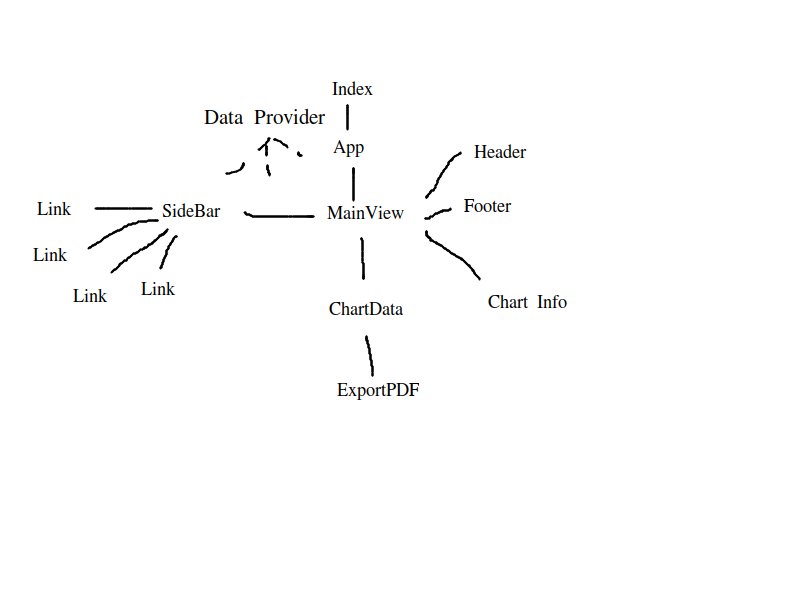 Index
Data Provider
App
Header
Link
SideBar
MainView
Footer
Link
Link
Link
ChartData
Chart Info
ExportPDF